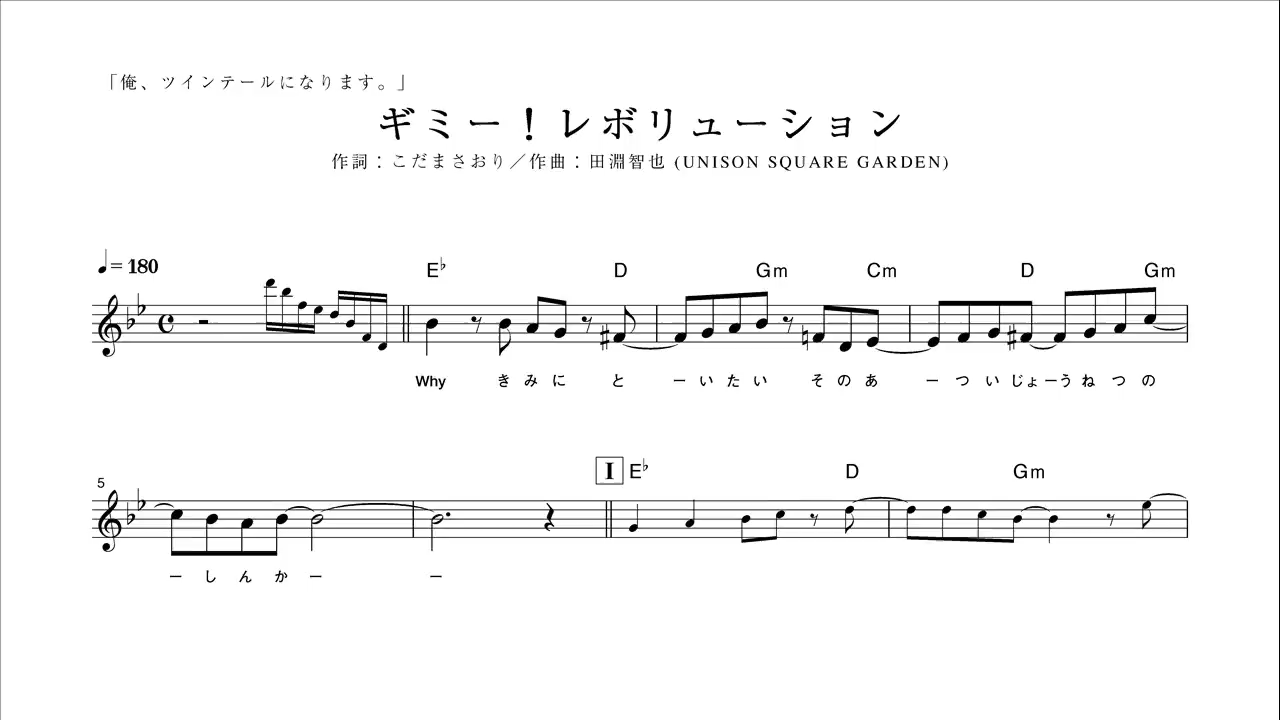 「俺、ツインテールになります。」
ギミー！レボリューション
作詞：こだまさおり／作曲：田淵智也 (UNISON SQUARE GARDEN)
♩= 180
E♭ D Gm Cm D Gm
Why きみに と ーいたい そのあ ーついじょーうねつの
5
I E♭ D Gm
ーしんかー ー